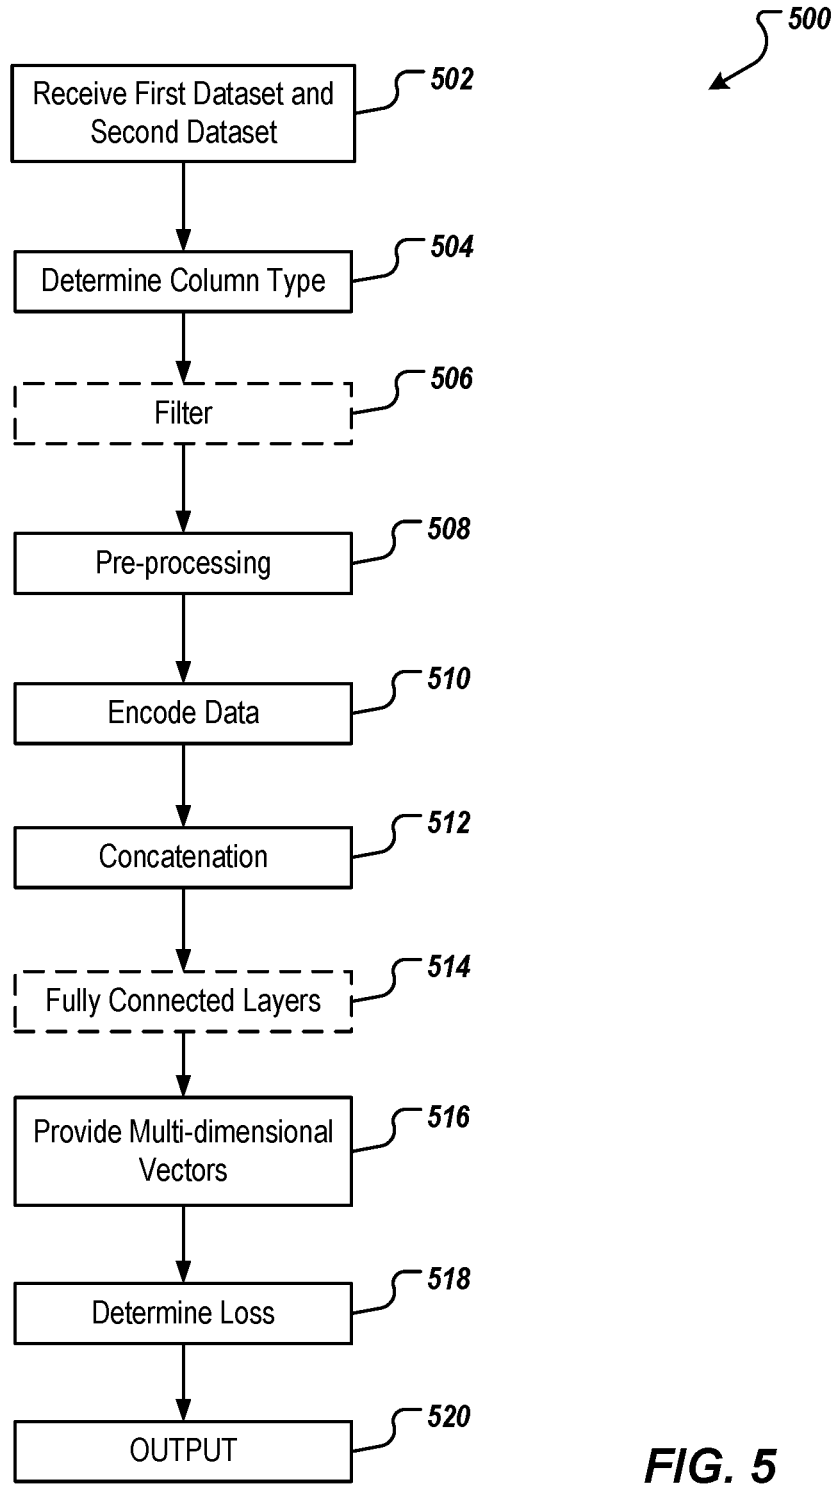 500
Receive First Dataset and
Second Dataset
502
Determine Column Type
504
Filter
506
Pre-processing
508
Encode Data
510
Concatenation
512
Fully Connected Layers
514
Provide Multi-dimensional
Vectors
516
Determine Loss
518
OUTPUT
520
FIG. 5